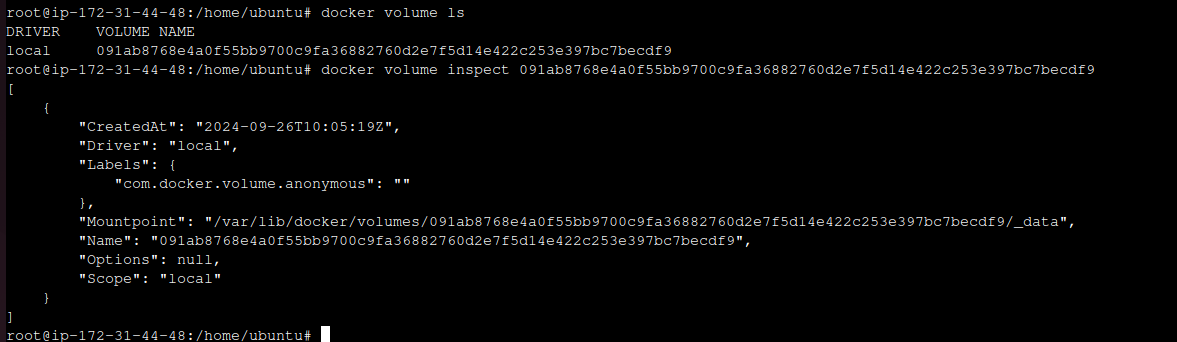 root@ip-172-31-44-48:/home/ubuntu# docker volume ls
DRIVER    VOLUME NAME
local     091ab8768e4a0f55bb9700c9fa36882760d2e7f5d14e422c253e397bc7becdf9
root@ip-172-31-44-48:/home/ubuntu# docker volume inspect 091ab8768e4a0f55bb9700c9fa36882760d2e7f5d14e422c253e397bc7becdf9
[
    {
        "CreatedAt": "2024-09-26T10:05:19Z",
        "Driver": "local",
        "Labels": {
            "com.docker.volume.anonymous": ""
        },
        "Mountpoint": "/var/lib/docker/volumes/091ab8768e4a0f55bb9700c9fa36882760d2e7f5d14e422c253e397bc7becdf9/_data",
        "Name": "091ab8768e4a0f55bb9700c9fa36882760d2e7f5d14e422c253e397bc7becdf9",
        "Options": null,
        "Scope": "local"
    }
]
root@ip-172-31-44-48:/home/ubuntu#